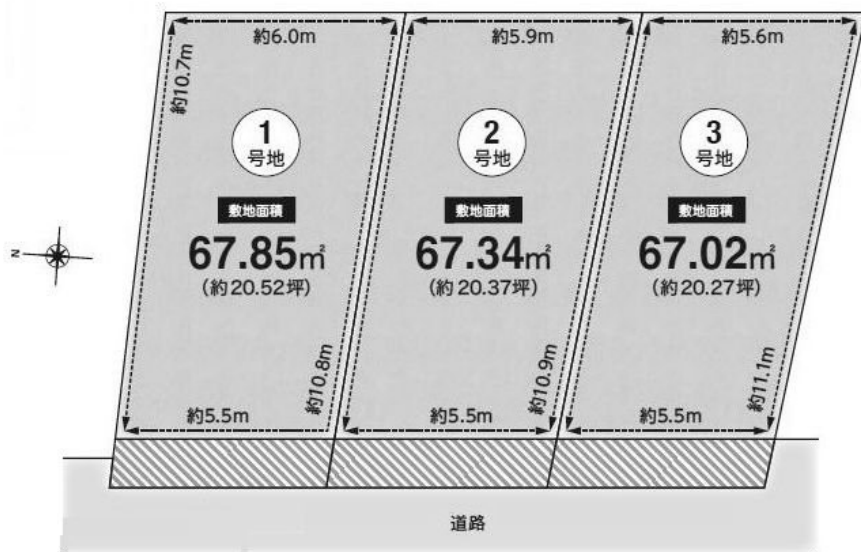 約6.0m
約10.7m
1
号地
敷地面積
67.85㎡
(約20.52坪)
約10.8m
約5.5m
約5.9m
2
号地
敷地面積
67.34㎡
(約20.37坪)
約10.9m
約5.5m
約5.6m
3
号地
敷地面積
67.02㎡
(約20.27坪)
約11.1m
約5.5m
N
道路